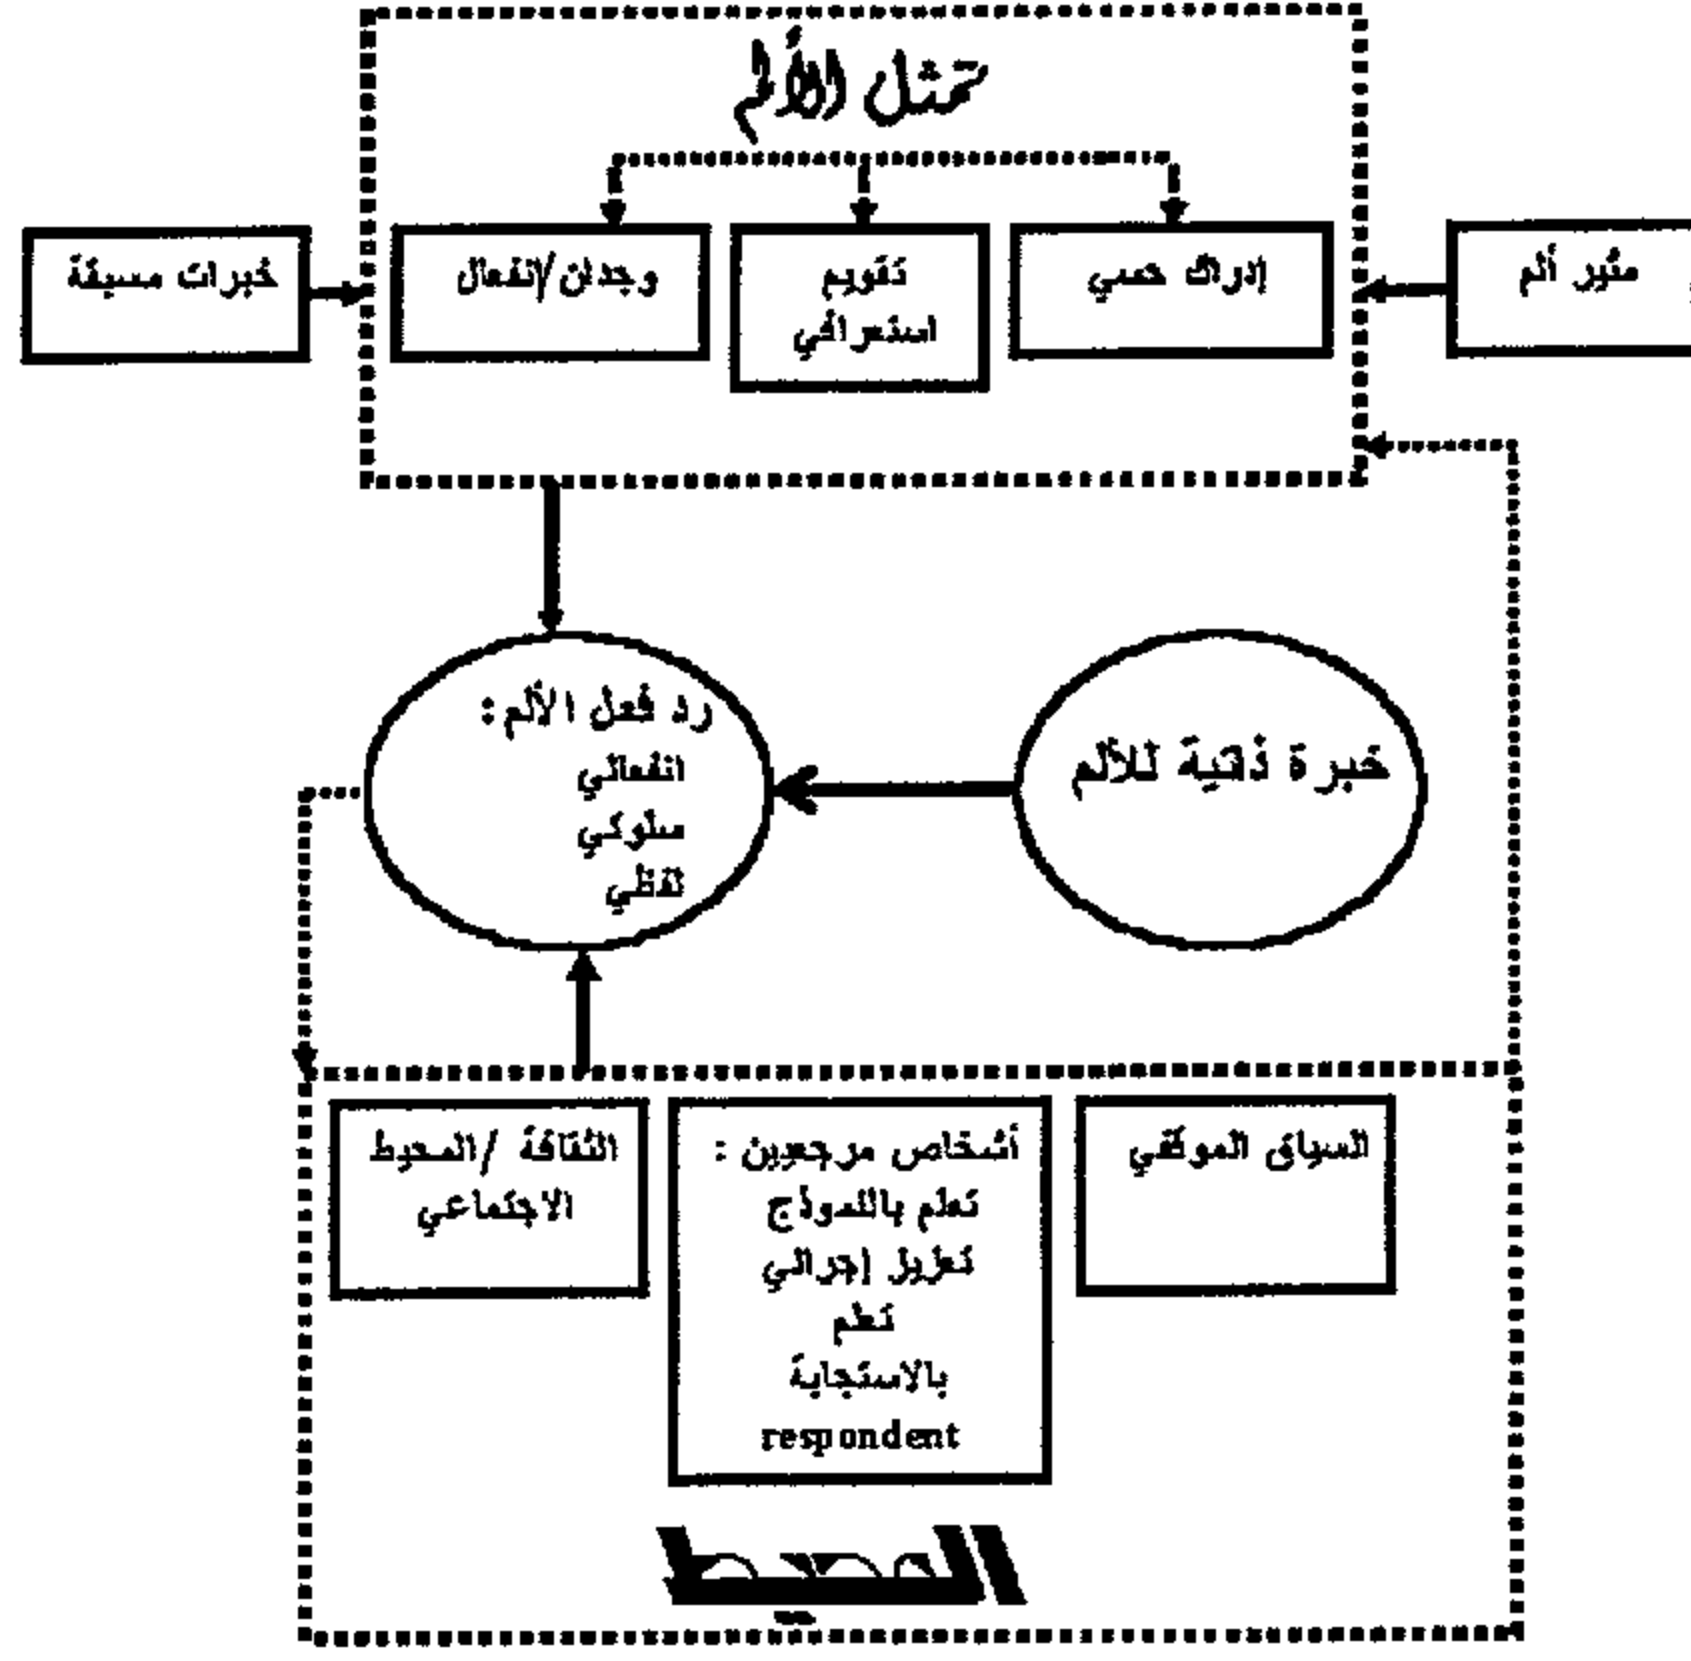 تمثل الألم
مثير ألم
إدراك حسي
تقويم
استعرافي
وجدان/انفعال
خبرات مسبقة
خبرة ذاتية للألم
رد فعل الألم:
انفعالي
سلوكي
لفظي
السياق الموقفي
أشخاص مرجعيين :
تعلم بالنموذج
تعزيز إجرائي
تعلم
بالاستجابة
respondent
الثقافة /المحيط
الاجتماعي
المحيط